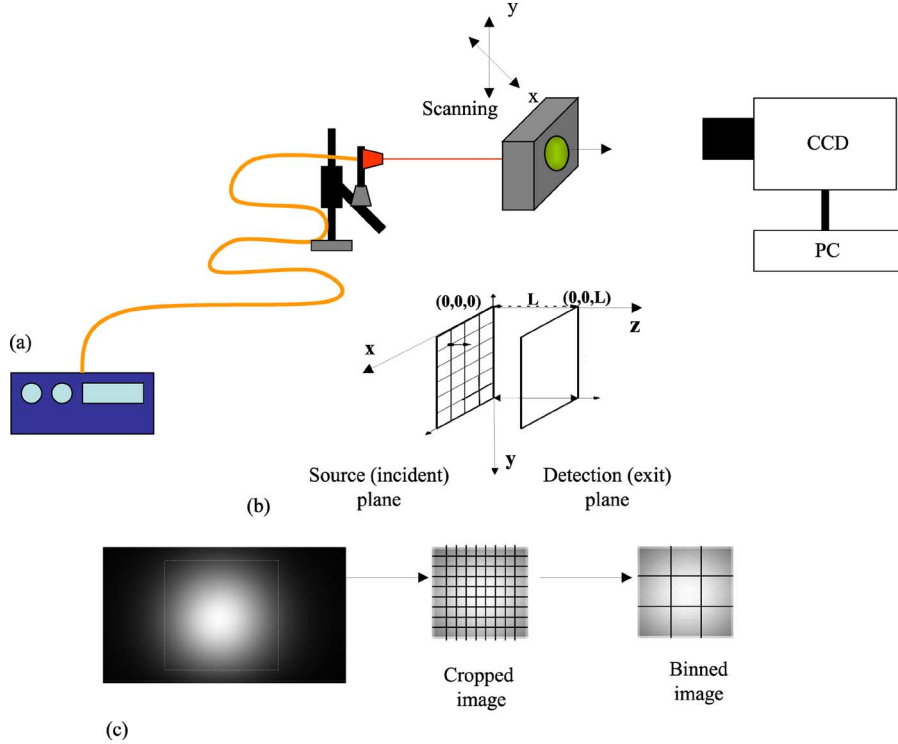 y
x
Scanning
CCD
PC
(a)
(0,0,0)
L
(0,0,L)
z
x
y
Source (incident)
plane
Detection (exit)
plane
(b)
Cropped
image
Binned
image
(c)